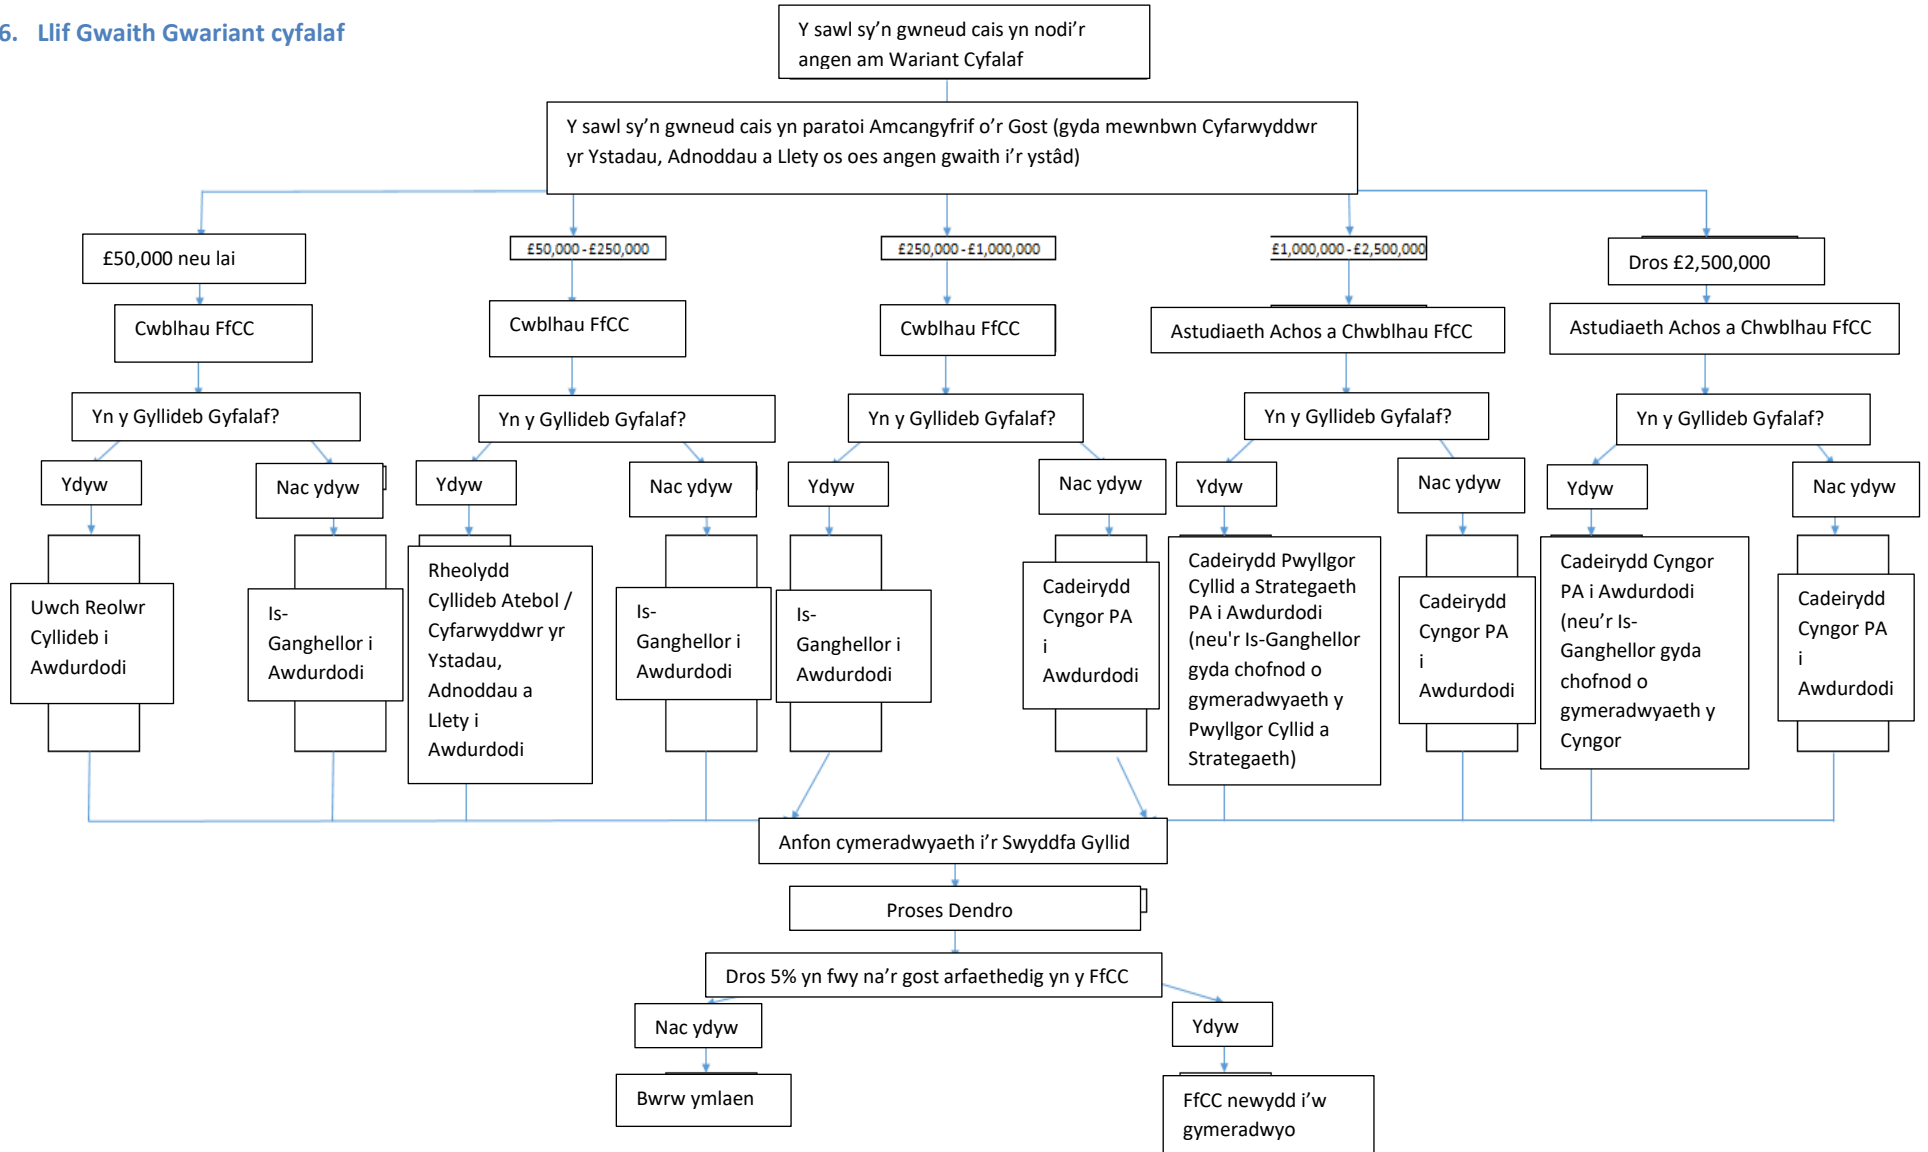 6. Llif Gwaith Gwariant cyfalaf
Y sawl sy’n gwneud cais yn nodi’r
angen am Wariant Cyfalaf
Y sawl sy’n gwneud cais yn paratoi Amcangyfrif o’r Gost (gyda mewnbwn Cyfarwyddwr
yr Ystadau, Adnoddau a Llety os oes angen gwaith i’r ystâd)
£50,000 neu lai
£50,000 - £250,000
£250,000 - £1,000,000
£1,000,000 - £2,500,000
Dros £2,500,000
Cwblhau FfCC
Cwblhau FfCC
Cwblhau FfCC
Astudiaeth Achos a Chwblhau FfCC
Astudiaeth Achos a Chwblhau FfCC
Yn y Gyllideb Gyfalaf?
Yn y Gyllideb Gyfalaf?
Yn y Gyllideb Gyfalaf?
Yn y Gyllideb Gyfalaf?
Yn y Gyllideb Gyfalaf?
Ydyw
Nac ydyw
Ydyw
Nac ydyw
Ydyw
Nac ydyw
Ydyw
Nac ydyw
Ydyw
Nac ydyw
Uwch Reolwr
Cyllideb i
Awdurdodi
Is-
Ganghellor i
Awdurdodi
Rheolydd
Cyllideb Atebol /
Cyfarwyddwr yr
Ystadau,
Adnoddau a
Llety i
Awdurdodi
Is-
Ganghellor i
Awdurdodi
Is-
Ganghellor i
Awdurdodi
Cadeirydd
Cyngor PA
i
Awdurdodi
Cadeirydd Pwyllgor
Cyllid a Strategaeth
PA i Awdurdodi
(neu'r Is-Ganghellor
gyda chofnod o
gymeradwyaeth y
Pwyllgor Cyllid a
Strategaeth)
Cadeirydd
Cyngor PA
i
Awdurdodi
Cadeirydd Cyngor
PA i Awdurdodi
(neu’r Is-
Ganghellor gyda
chofnod o
gymeradwyaeth y
Cyngor
Cadeirydd
Cyngor PA
i
Awdurdodi
Anfon cymeradwyaeth i’r Swyddfa Gyllid
Proses Dendro
Dros 5% yn fwy na’r gost arfaethedig yn y FfCC
Nac ydyw
Ydyw
Bwrw ymlaen
FfCC newydd i’w
gymeradwyo